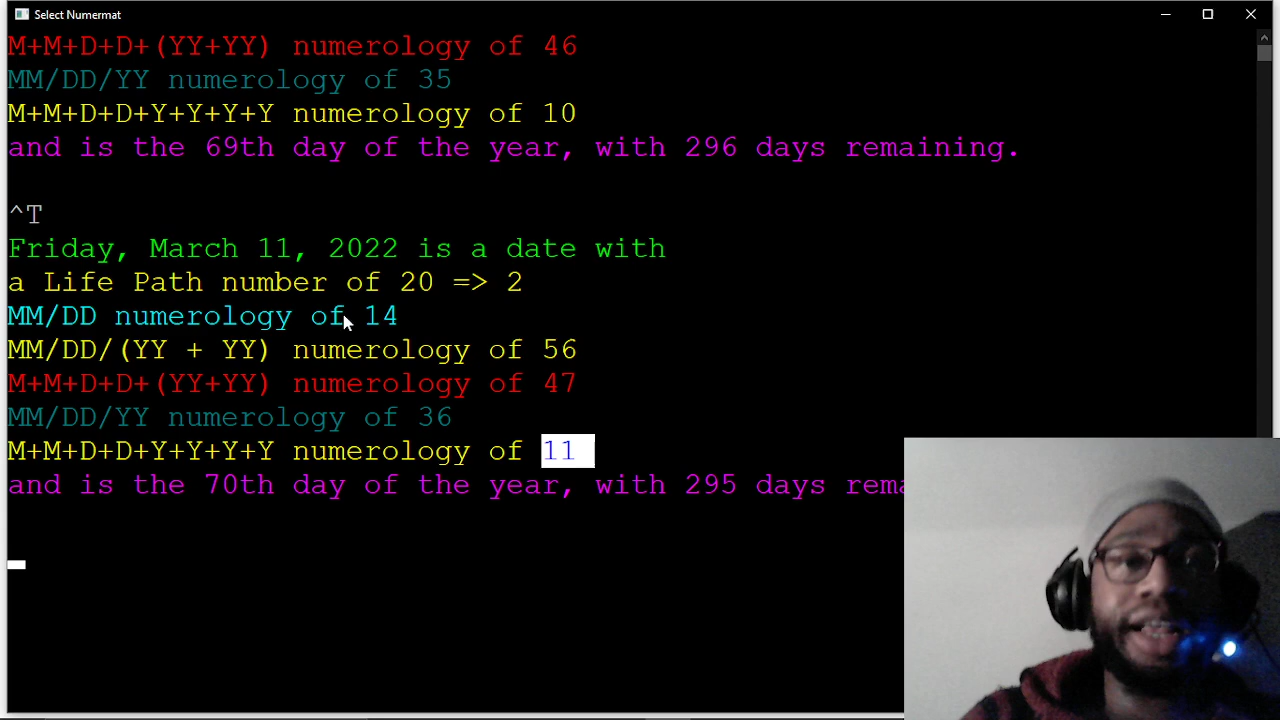 Select Numermat
M+M+D+D+(YY+YY) numerology of 46
MM/DD/YY numerology of 35
M+M+D+D+Y+Y+Y+Y numerology of 10
and is the 69th day of the year, with 296 days remaining.
^T
Friday, March 11, 2022 is a date with
a Life Path number of 20 => 2
MM/DD numerology of 14
MM/DD/(YY + YY) numerology of 56
M+M+D+D+(YY+YY) numerology of 47
MM/DD/YY numerology of 36
M+M+D+D+Y+Y+Y+Y numerology of 11
and is the 70th day of the year, with 295 days rema